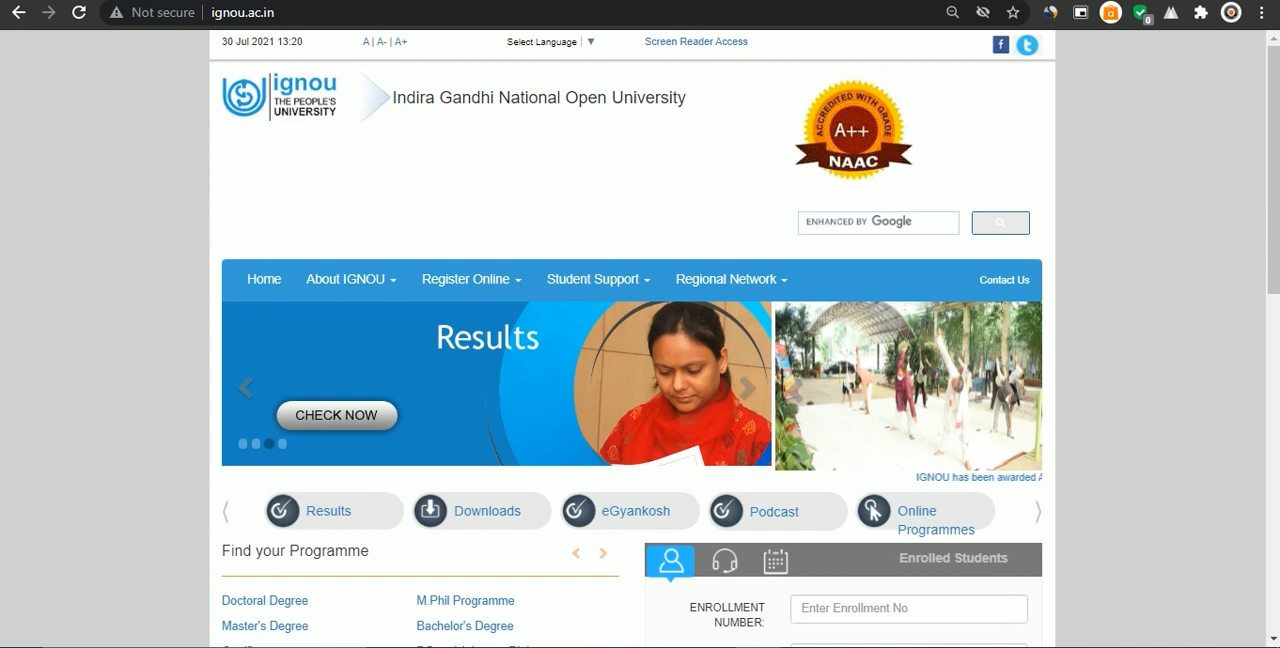 Not secure | ignou.ac.in
30 Jul 2021 13:20
A | A- | A+
Select Language ▼
Screen Reader Access
ignou
THE PEOPLE'S
UNIVERSITY
Indira Gandhi National Open University
ACCREDITED WITH GRADE
A++
NAAC
ENHANCED BY Google
Home
About IGNOU
Register Online
Student Support
Regional Network
Contact Us
Results
CHECK NOW
IGNOU has been awarded A
Results
Downloads
eGyankosh
Podcast
Online
Programmes
Find your Programme
Enrolled Students
Doctoral Degree
M.Phil Programme
Master's Degree
Bachelor's Degree
ENROLLMENT
NUMBER:
Enter Enrollment No